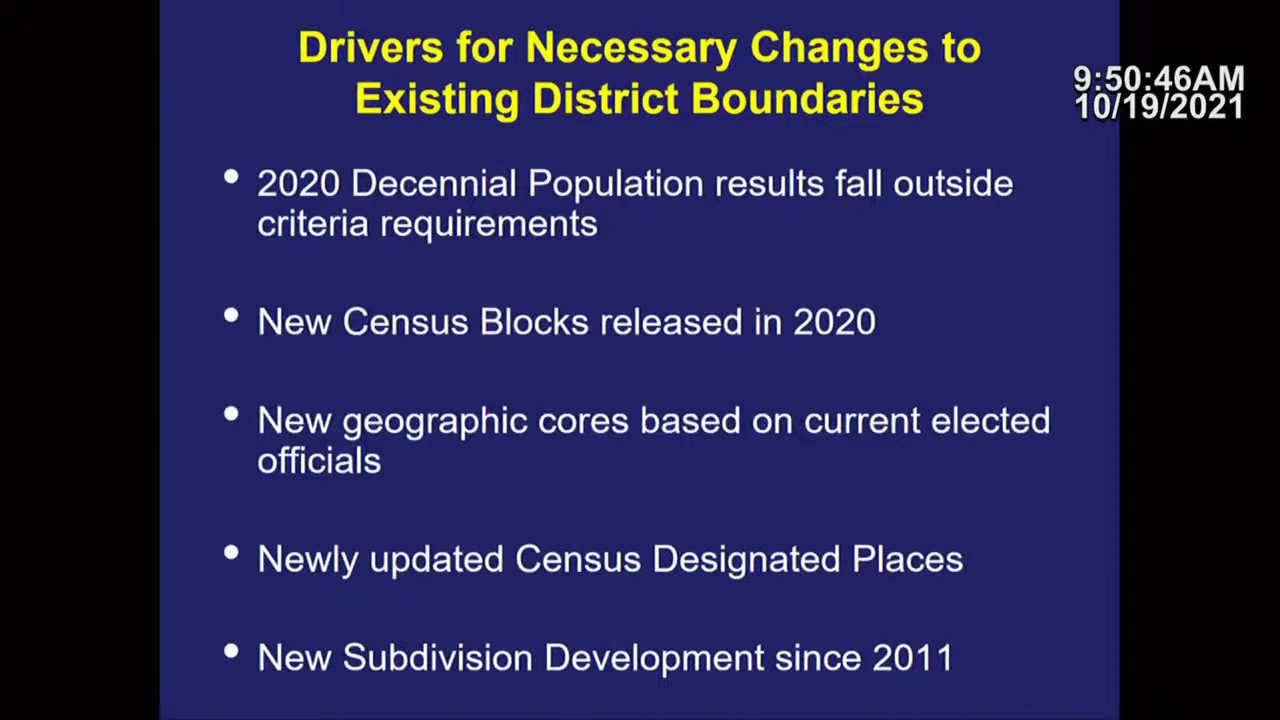 Drivers for Necessary Changes to
Existing District Boundaries
9:50:46AM
10/19/2021
• 2020 Decennial Population results fall outside
criteria requirements
• New Census Blocks released in 2020
• New geographic cores based on current elected
officials
• Newly updated Census Designated Places
• New Subdivision Development since 2011